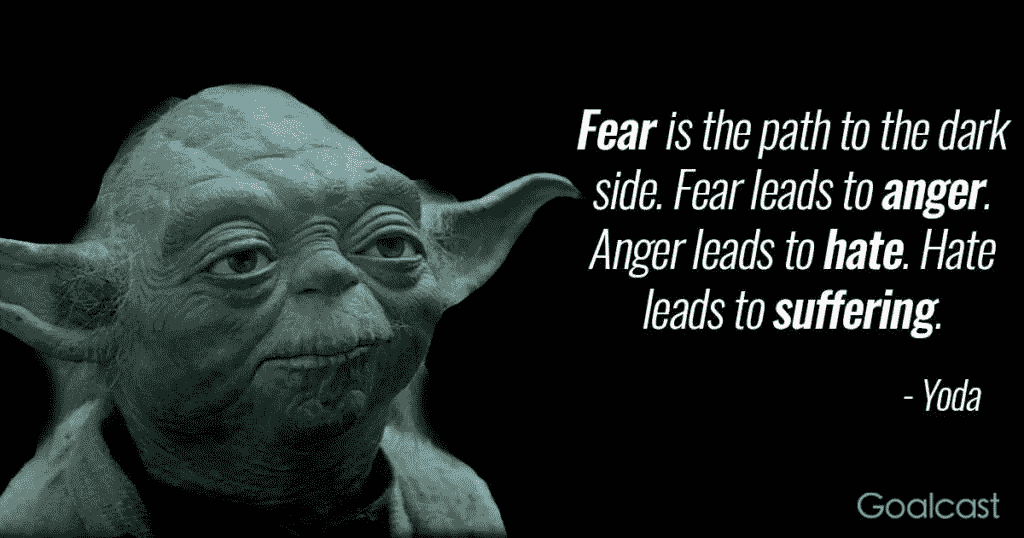 Fear is the path to the dark
side. Fear leads to anger.
Anger leads to hate. Hate
leads to suffering.
- Yoda
Goalcast